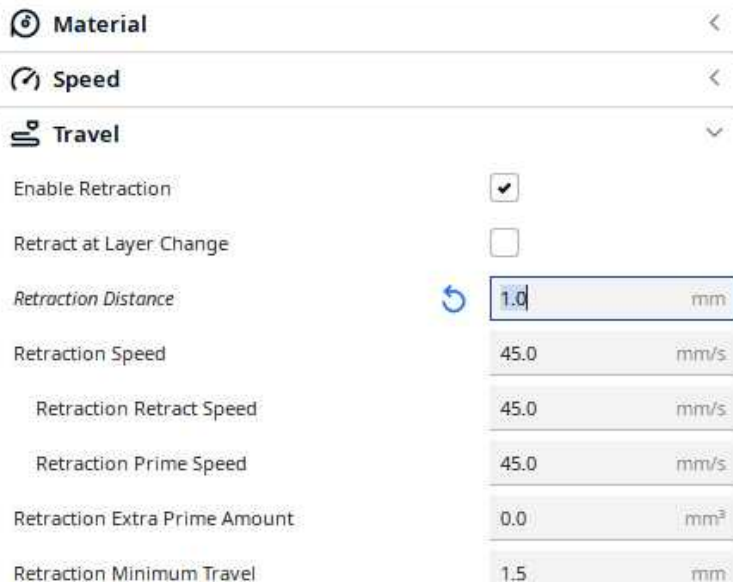 Material
Speed
Travel
Enable Retraction
Retract at Layer Change
Retraction Distance 1.0 mm
Retraction Speed 45.0 mm/s
Retraction Retract Speed 45.0 mm/s
Retraction Prime Speed 45.0 mm/s
Retraction Extra Prime Amount 0.0 mm³
Retraction Minimum Travel 1.5 mm